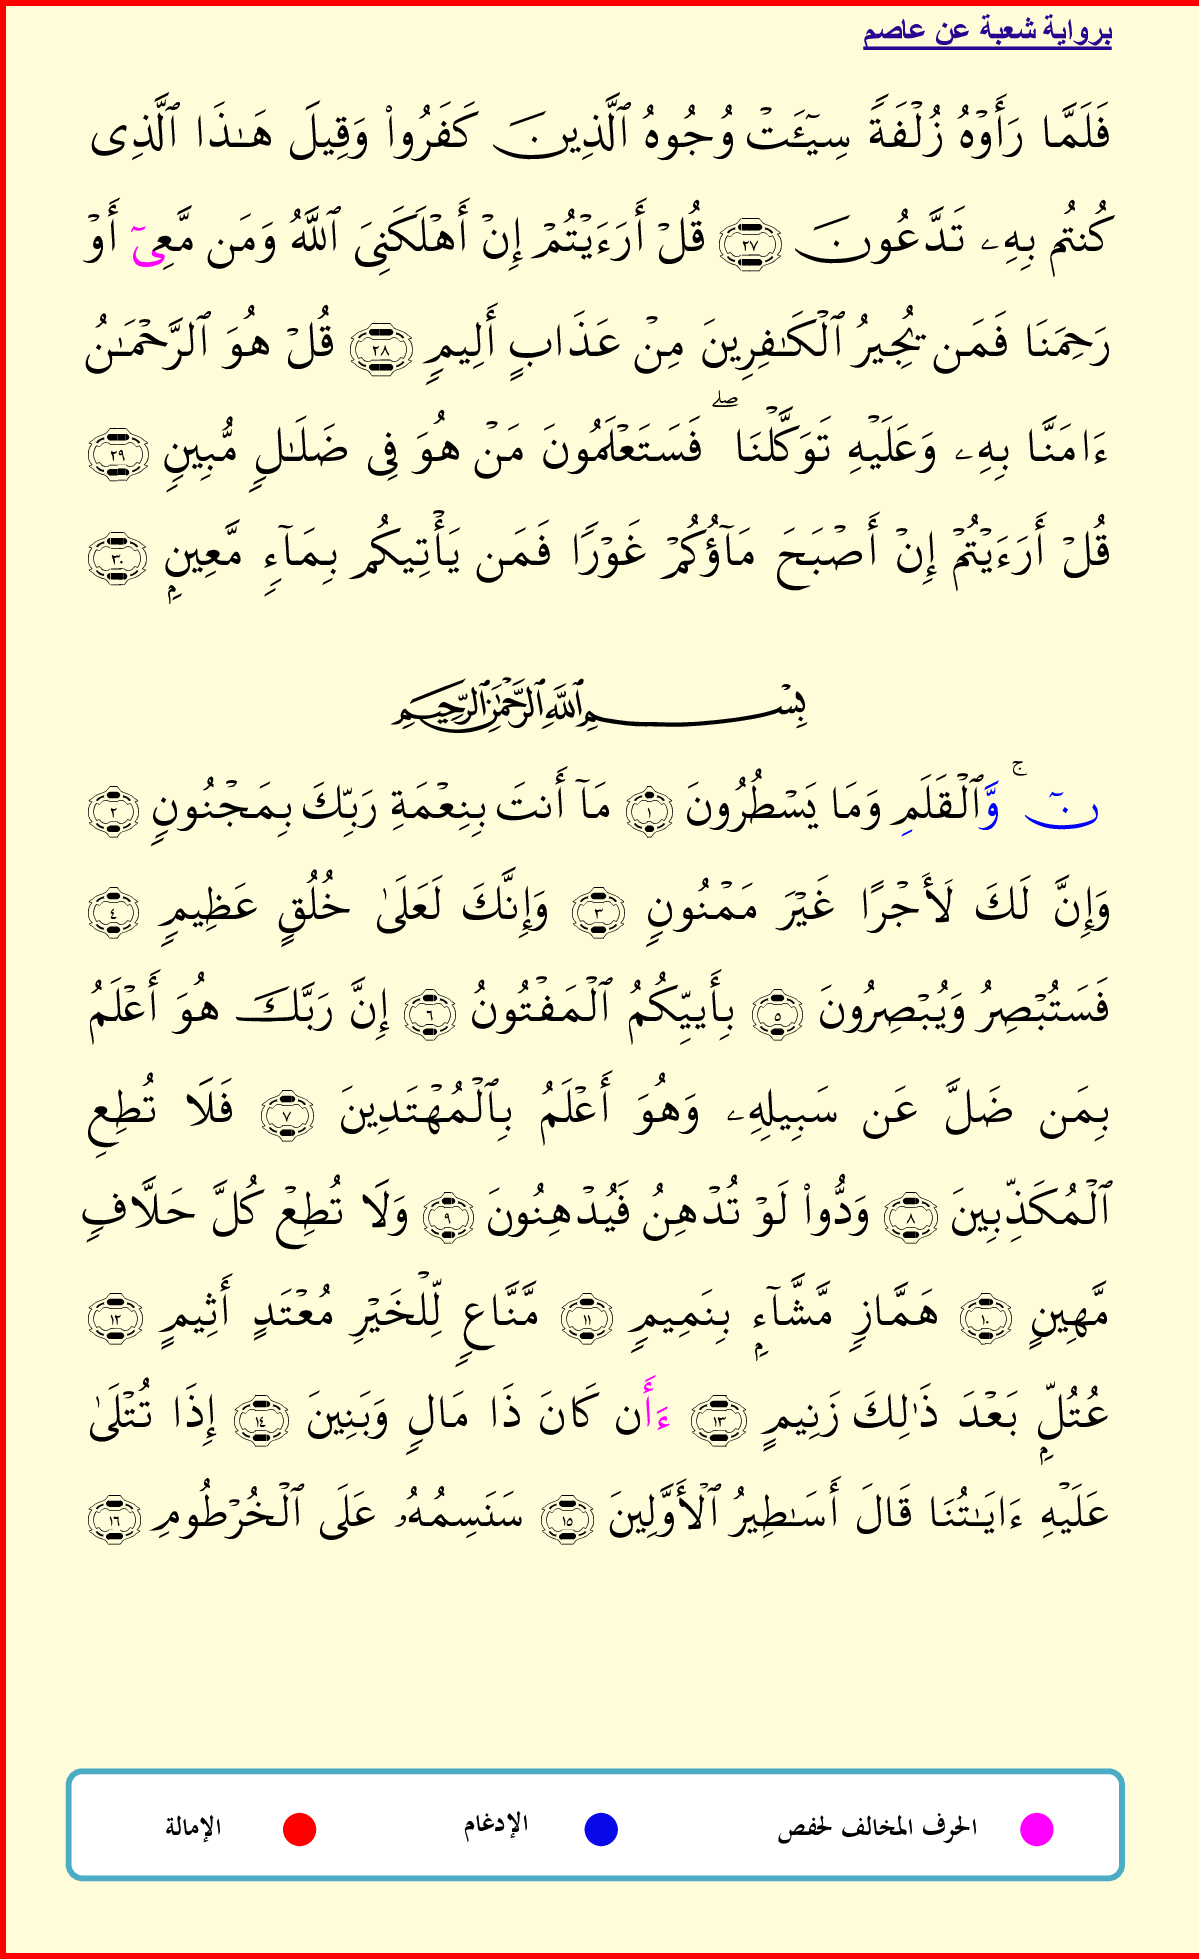 برواية شعبة عن عاصم
فَلَمَّا رَأَوْهُ زُلْفَةً سِيٓـَٔتْ وُجُوهُ ٱلَّذِينَ كَفَرُوا۟ وَقِيلَ هَـٰذَا ٱلَّذِى
كُنتُم بِهِۦ تَدَّعُونَ ٢٧ قُلْ أَرَءَيْتُمْ إِنْ أَهْلَكَنِىَ ٱللَّهُ وَمَن مَّعِىٓ أَوْ
رَحِمَنَا فَمَن يُجِيرُ ٱلْكَـٰفِرِينَ مِنْ عَذَابٍ أَلِيمٍ ٢٨ قُلْ هُوَ ٱلرَّحْمَـٰنُ
ءَامَنَّا بِهِۦ وَعَلَيْهِ تَوَكَّلْنَا ۖ فَسَتَعْلَمُونَ مَنْ هُوَ فِى ضَلَـٰلٍ مُّبِينٍ ٢٩
قُلْ أَرَءَيْتُمْ إِنْ أَصْبَحَ مَآؤُكُمْ غَوْرًا فَمَن يَأْتِيكُم بِمَآءٍ مَّعِينٍۭ ٣٠
بِسْمِ ٱللَّهِ ٱلرَّحْمَـٰنِ ٱلرَّحِيمِ
نٓ ۚ وَّٱلْقَلَمِ وَمَا يَسْطُرُونَ ١ مَآ أَنتَ بِنِعْمَةِ رَبِّكَ بِمَجْنُونٍ ٢
وَإِنَّ لَكَ لَأَجْرًا غَيْرَ مَمْنُونٍ ٣ وَإِنَّكَ لَعَلَىٰ خُلُقٍ عَظِيمٍ ٤
فَسَتُبْصِرُ وَيُبْصِرُونَ ٥ بِأَييِّكُمُ ٱلْمَفْتُونُ ٦ إِنَّ رَبَّكَ هُوَ أَعْلَمُ
بِمَن ضَلَّ عَن سَبِيلِهِۦ وَهُوَ أَعْلَمُ بِٱلْمُهْتَدِينَ ٧ فَلَا تُطِعِ
ٱلْمُكَذِّبِينَ ٨ وَدُّوا۟ لَوْ تُدْهِنُ فَيُدْهِنُونَ ٩ وَلَا تُطِعْ كُلَّ حَلَّافٍ
مَّهِينٍ ١٠ هَمَّازٍ مَّشَّآءٍۭ بِنَمِيمٍ ١١ مَّنَّاعٍ لِّلْخَيْرِ مُعْتَدٍ أَثِيمٍ ١٢
عُتُلٍّۭ بَعْدَ ذَٰلِكَ زَنِيمٍ ١٣ ءَأَن كَانَ ذَا مَالٍ وَبَنِينَ ١٤ إِذَا تُتْلَىٰ
عَلَيْهِ ءَايَـٰتُنَا قَالَ أَسَـٰطِيرُ ٱلْأَوَّلِينَ ١٥ سَنَسِمُهُۥ عَلَى ٱلْخُرْطُومِ ١٦
الحرف المخالف لحفص الإدغام الإمالة